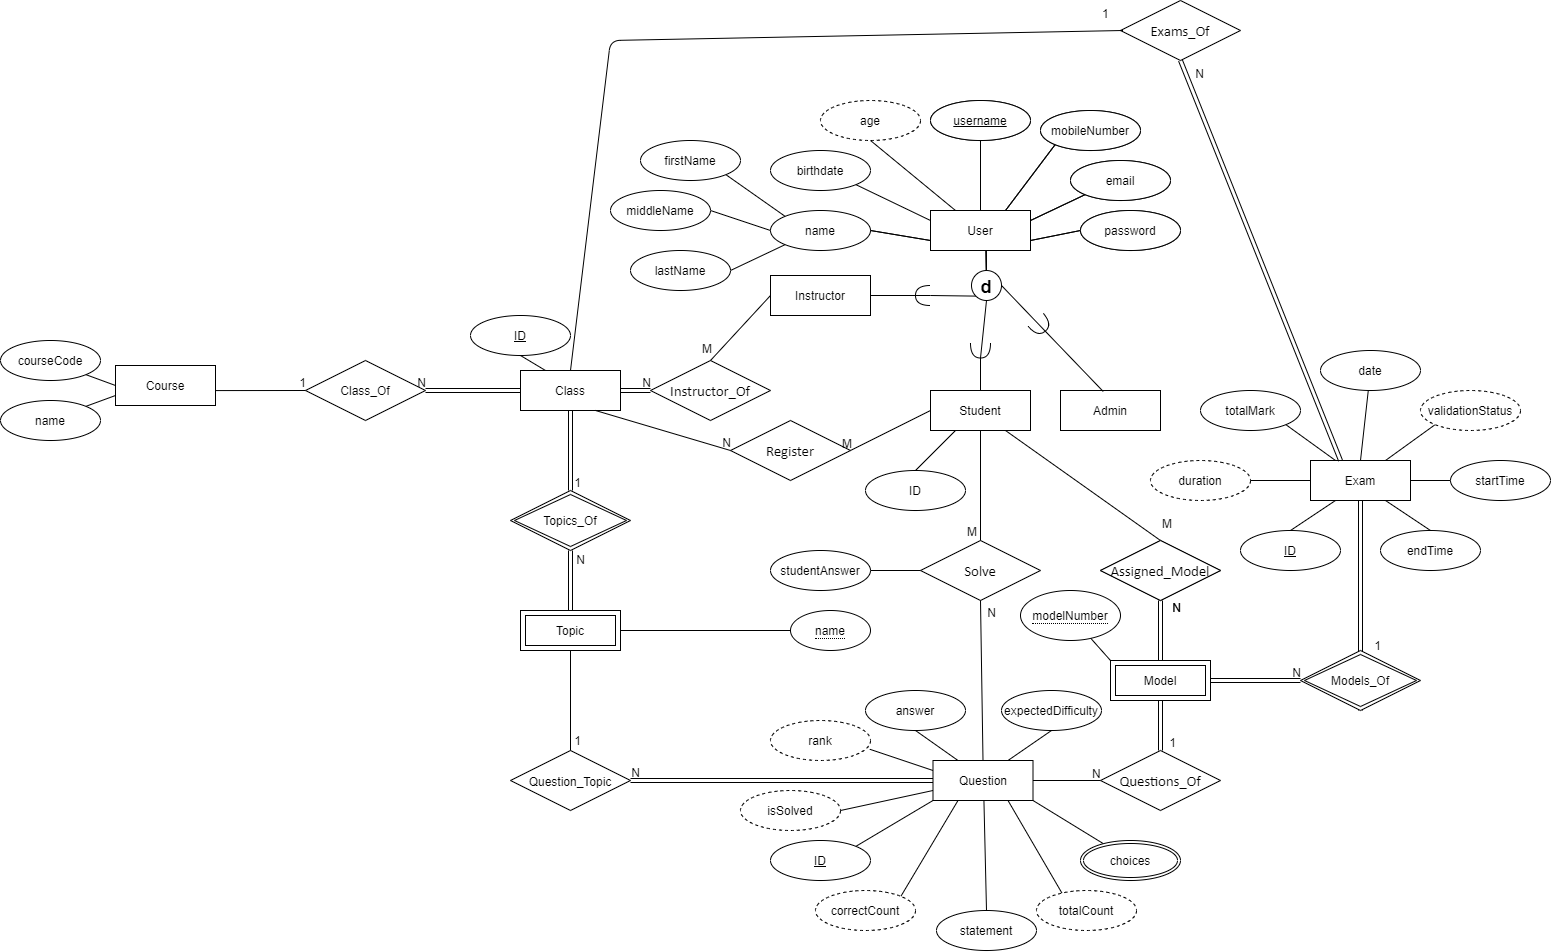 1
Exams_Of
N
age
username
mobileNumber
firstName
birthdate
email
middleName
name
User
password
lastName
d
Instructor
ID
M
courseCode
Course
1
Class_Of
N
Class
N
Instructor_Of
name
Student
Admin
date
totalMark
validationStatus
N
Register
M
ID
duration
Exam
startTime
1
Topics_Of
N
M
M
ID
endTime
studentAnswer
Solve
Assigned_Model
N
N
modelNumber
Topic
name
1
Model
N
Models_Of
answer
expectedDifficulty
rank
1
1
Question_Topic
N
Question
N
Questions_Of
isSolved
ID
choices
correctCount
statement
totalCount